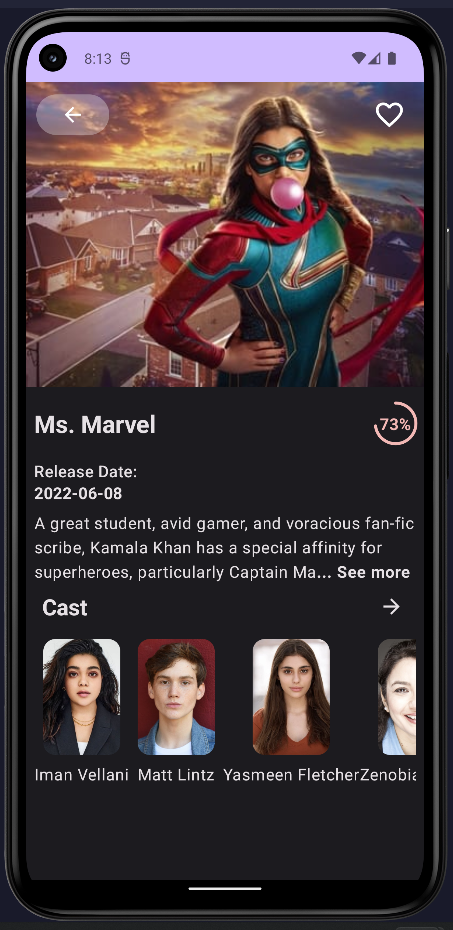 8:13
Ms. Marvel
73%
Release Date:
2022-06-08
A great student, avid gamer, and voracious fan-fic
scribe, Kamala Khan has a special affinity for
superheroes, particularly Captain Ma... See more
Cast
Iman Vellani Matt Lintz Yasmeen Fletcher Zenobia